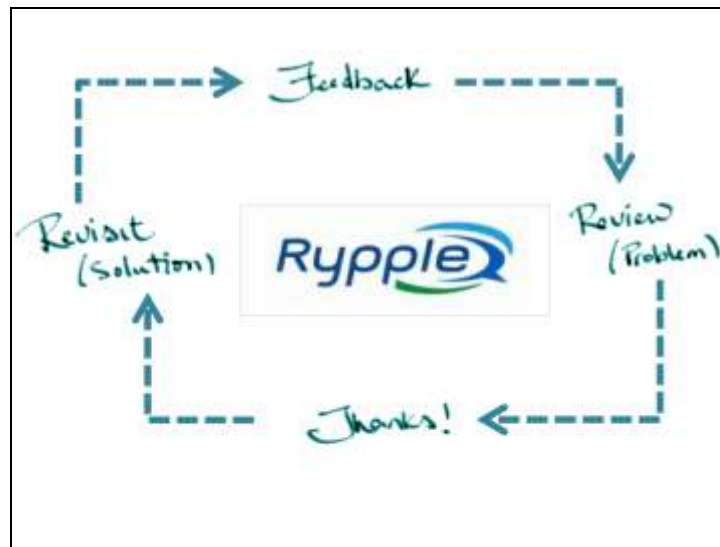 Feedback
Review
(Problem)
Rypple
Revisit
(Solution)
Thanks!